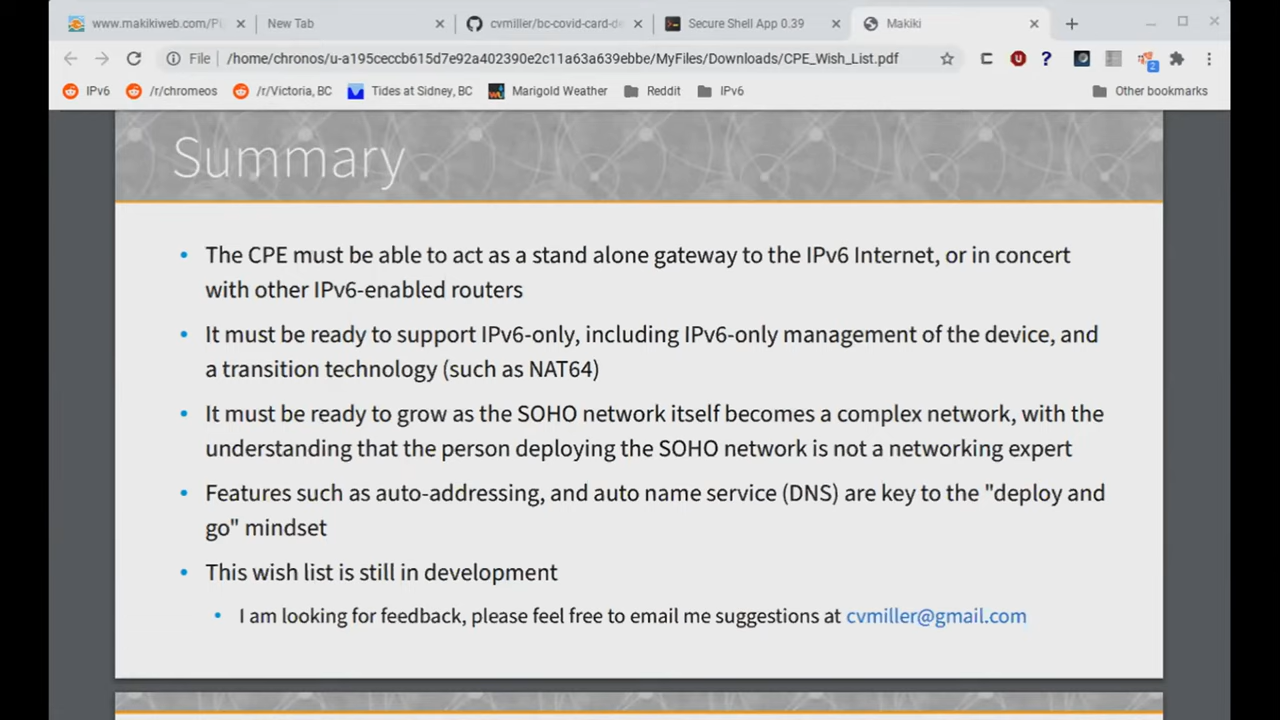 www.makikiweb.com/Pi
New Tab
cvmiller/bc-covid-card-de
Secure Shell App 0.39
Makiki
File
/home/chronos/u-a195cccb615d7e92a402390e2c11a63a639ebbe/MyFiles/Downloads/CPE_Wish_List.pdf
2
IPv6
/r/chromeos
/r/Victoria, BC
Tides at Sidney, BC
Marigold Weather
Reddit
IPv6
Other bookmarks
Summary
• The CPE must be able to act as a stand alone gateway to the IPv6 Internet, or in concert
with other IPv6-enabled routers
• It must be ready to support IPv6-only, including IPv6-only management of the device, and
a transition technology (such as NAT64)
• It must be ready to grow as the SOHO network itself becomes a complex network, with the
understanding that the person deploying the SOHO network is not a networking expert
• Features such as auto-addressing, and auto name service (DNS) are key to the "deploy and
go" mindset
• This wish list is still in development
• I am looking for feedback, please feel free to email me suggestions at cvmiller@gmail.com